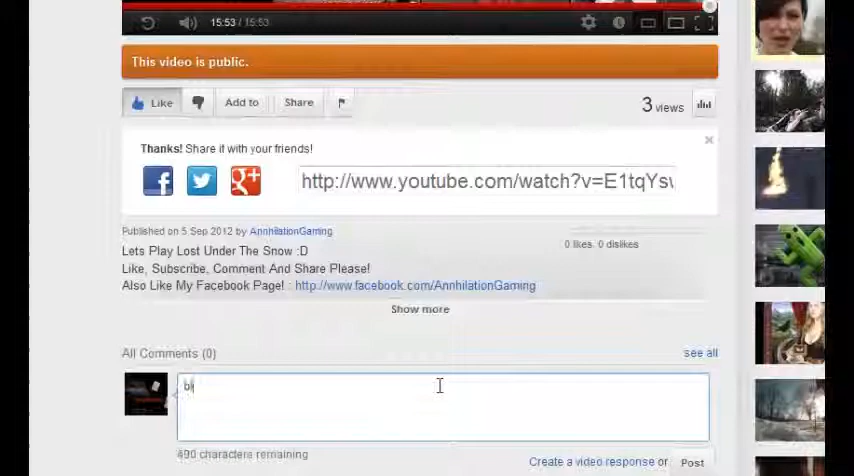 15:53 / 15:53
This video is public.
Like
Add to
Share
3 views
Thanks! Share it with your friends!
http://www.youtube.com/watch?v=E1tqYs
Published on 5 Sep 2012 by AnnhilationGaming
0 likes, 0 dislikes
Lets Play Lost Under The Snow :D
Like, Subscribe, Comment And Share Please!
Also Like My Facebook Page! : http://www.facebook.com/AnnhilationGaming
Show more
All Comments (0)
see all
490 characters remaining
Create a video response or
Post